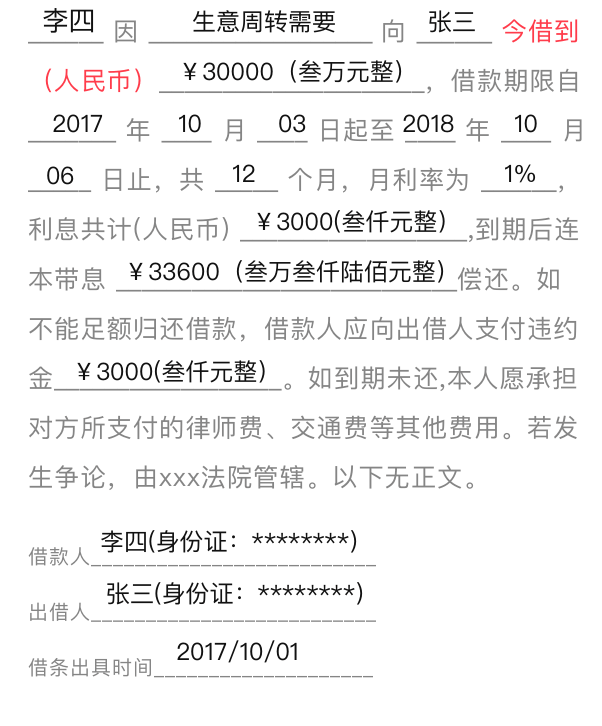 李四 因 生意周转需要 向 张三 今借到
（人民币）￥30000（叁万元整），借款期限自
2017 年 10 月 03 日起至 2018 年 10 月
06 日止，共 12 个月，月利率为 1%，
利息共计(人民币) ￥3000(叁仟元整) ,到期后连
本带息 ￥33600（叁万叁仟陆佰元整）偿还。如
不能足额归还借款，借款人应向出借人支付违约
金 ￥3000(叁仟元整) 。如到期未还,本人愿承担
对方所支付的律师费、交通费等其他费用。若发
生争论，由xxx法院管辖。以下无正文。
借款人 李四(身份证：********)
出借人 张三(身份证：********)
借条出具时间 2017/10/01